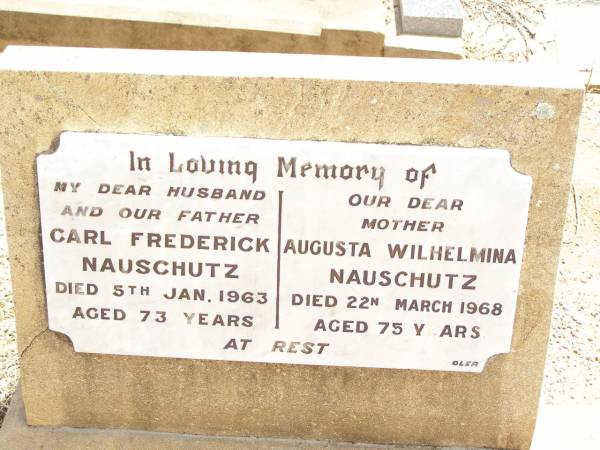 In Loving Memory of
MY DEAR HUSBAND
AND OUR FATHER
CARL FREDERICK
NAUSCHUTZ
DIED 5TH JAN. 1963
AGED 73 YEARS
OUR DEAR
MOTHER
AUGUSTA WILHELMINA
NAUSCHUTZ
DIED 22N MARCH 1968
AGED 75 Y ARS
AT REST
OLER